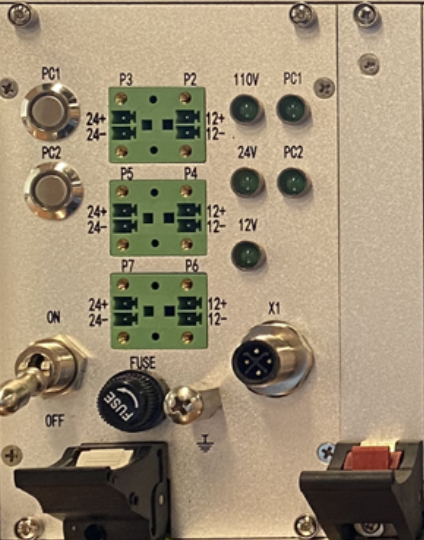 PC1 P3 P2 110V PC1
24+ 12+
24- 12-
PC2 P5 P4 24V PC2
24+ 12+
24- 12-
12V
P7 P6
24+ 12+
24- 12-
ON X1
FUSE
FUSE
OFF